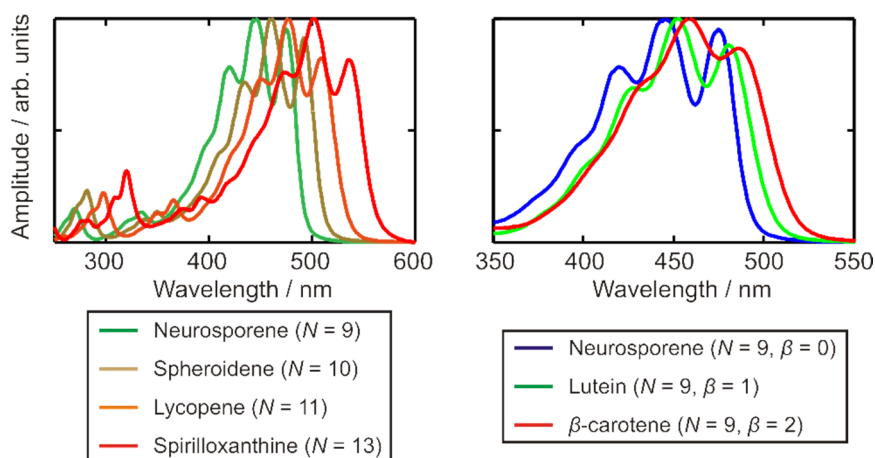 Amplitude / arb. units
300 400 500 600
Wavelength / nm
Neurosporene (N = 9)
Spheroidene (N = 10)
Lycopene (N = 11)
Spirilloxanthine (N = 13)
350 400 450 500 550
Wavelength / nm
Neurosporene (N = 9, β = 0)
Lutein (N = 9, β = 1)
β-carotene (N = 9, β = 2)